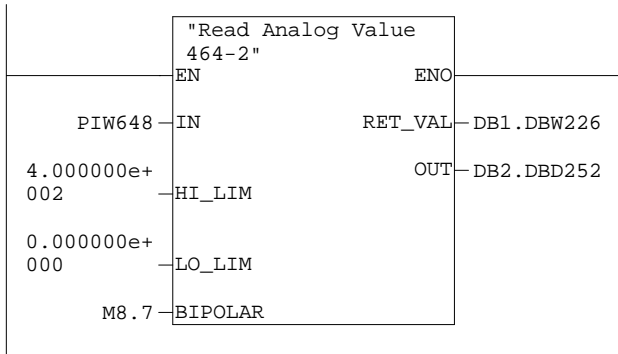 "Read Analog Value
464-2"
EN ENO
PIW648 IN RET_VAL DB1.DBW226
4.000000e+ OUT DB2.DBD252
002 HI_LIM
0.000000e+
000 LO_LIM
M8.7 BIPOLAR